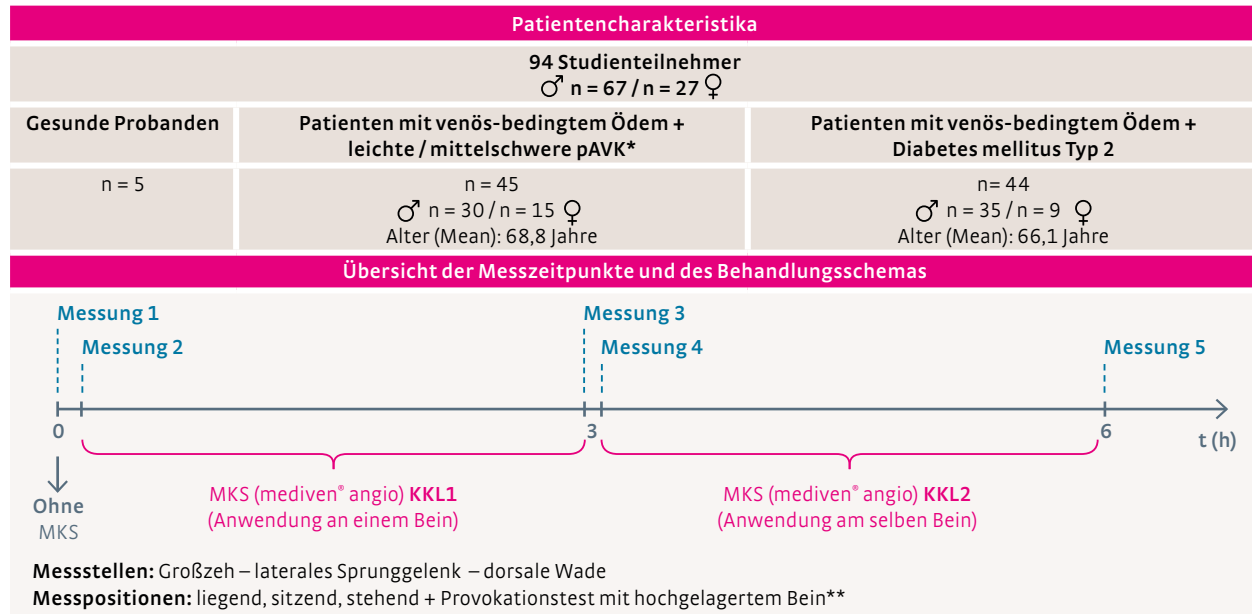 Patientencharakteristika
94 Studienteilnehmer
♂ n = 67 / n = 27 ♀
Gesunde Probanden
Patienten mit venös-bedingtem Ödem +
leichte / mittelschwere pAVK*
Patienten mit venös-bedingtem Ödem +
Diabetes mellitus Typ 2
n = 5
n = 45
♂ n = 30 / n = 15 ♀
Alter (Mean): 68,8 Jahre
n= 44
♂ n = 35 / n = 9 ♀
Alter (Mean): 66,1 Jahre
Übersicht der Messzeitpunkte und des Behandlungsschemas
Messung 1
Messung 2
Messung 3
Messung 4
Messung 5
0
3
6
t (h)
Ohne
MKS
MKS (mediven® angio) KKL1
(Anwendung an einem Bein)
MKS (mediven® angio) KKL2
(Anwendung am selben Bein)
Messstellen: Großzeh – laterales Sprunggelenk – dorsale Wade
Messpositionen: liegend, sitzend, stehend + Provokationstest mit hochgelagertem Bein**